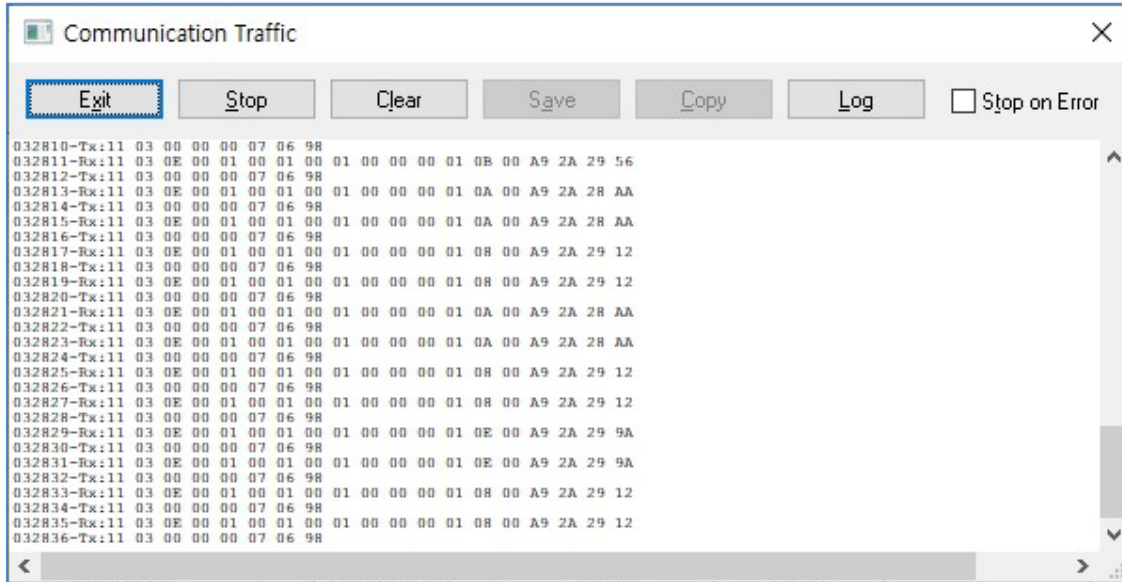 Communication Traffic
Exit Stop Clear Save Copy Log Stop on Error
032810-Tx:11 03 00 00 00 07 06 98
032811-Rx:11 03 0E 00 01 00 01 00 01 00 00 00 01 0B 00 A9 2A 29 56
032812-Tx:11 03 00 00 00 07 06 98
032813-Rx:11 03 0E 00 01 00 01 00 01 00 00 00 01 0A 00 A9 2A 28 AA
032814-Tx:11 03 00 00 00 07 06 98
032815-Rx:11 03 0E 00 01 00 01 00 01 00 00 00 01 0A 00 A9 2A 28 AA
032816-Tx:11 03 00 00 00 07 06 98
032817-Rx:11 03 0E 00 01 00 01 00 01 00 00 00 01 08 00 A9 2A 29 12
032818-Tx:11 03 00 00 00 07 06 98
032819-Rx:11 03 0E 00 01 00 01 00 01 00 00 00 01 08 00 A9 2A 29 12
032820-Tx:11 03 00 00 00 07 06 98
032821-Rx:11 03 0E 00 01 00 01 00 01 00 00 00 01 0A 00 A9 2A 28 AA
032822-Tx:11 03 00 00 00 07 06 98
032823-Rx:11 03 0E 00 01 00 01 00 01 00 00 00 01 0A 00 A9 2A 28 AA
032824-Tx:11 03 00 00 00 07 06 98
032825-Rx:11 03 0E 00 01 00 01 00 01 00 00 00 01 08 00 A9 2A 29 12
032826-Tx:11 03 00 00 00 07 06 98
032827-Rx:11 03 0E 00 01 00 01 00 01 00 00 00 01 08 00 A9 2A 29 12
032828-Tx:11 03 00 00 00 07 06 98
032829-Rx:11 03 0E 00 01 00 01 00 01 00 00 00 01 0E 00 A9 2A 29 9A
032830-Tx:11 03 00 00 00 07 06 98
032831-Rx:11 03 0E 00 01 00 01 00 01 00 00 00 01 0E 00 A9 2A 29 9A
032832-Tx:11 03 00 00 00 07 06 98
032833-Rx:11 03 0E 00 01 00 01 00 01 00 00 00 01 08 00 A9 2A 29 12
032834-Tx:11 03 00 00 00 07 06 98
032835-Rx:11 03 0E 00 01 00 01 00 01 00 00 00 01 08 00 A9 2A 29 12
032836-Tx:11 03 00 00 00 07 06 98